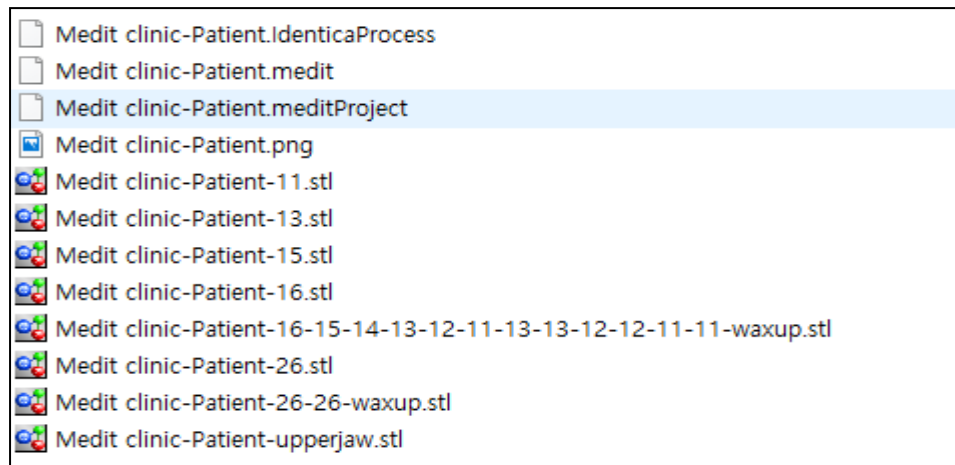 Medit clinic-Patient.IdenticaProcess
Medit clinic-Patient.medit
Medit clinic-Patient.meditProject
Medit clinic-Patient.png
Medit clinic-Patient-11.stl
Medit clinic-Patient-13.stl
Medit clinic-Patient-15.stl
Medit clinic-Patient-16.stl
Medit clinic-Patient-16-15-14-13-12-11-13-13-12-12-11-11-waxup.stl
Medit clinic-Patient-26.stl
Medit clinic-Patient-26-26-waxup.stl
Medit clinic-Patient-upperjaw.stl